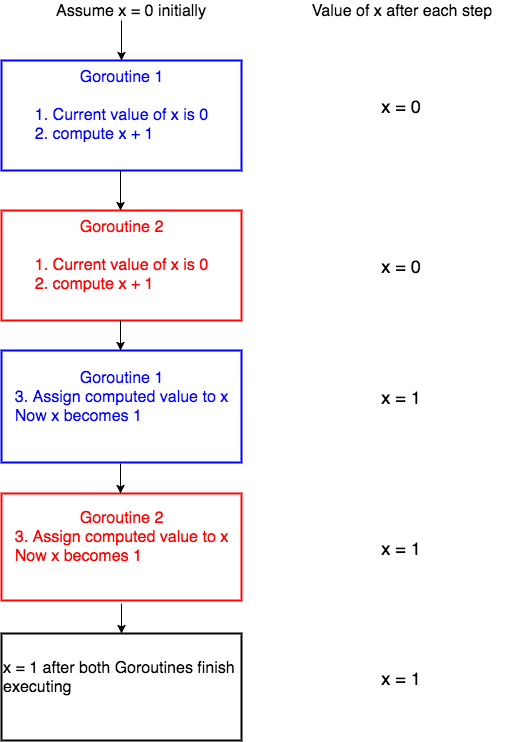 Assume x = 0 initially
Value of x after each step
Goroutine 1
1. Current value of x is 0
2. compute x + 1
x = 0
Goroutine 2
1. Current value of x is 0
2. compute x + 1
x = 0
Goroutine 1
3. Assign computed value to x
Now x becomes 1
x = 1
Goroutine 2
3. Assign computed value to x
Now x becomes 1
x = 1
x = 1 after both Goroutines finish
executing
x = 1